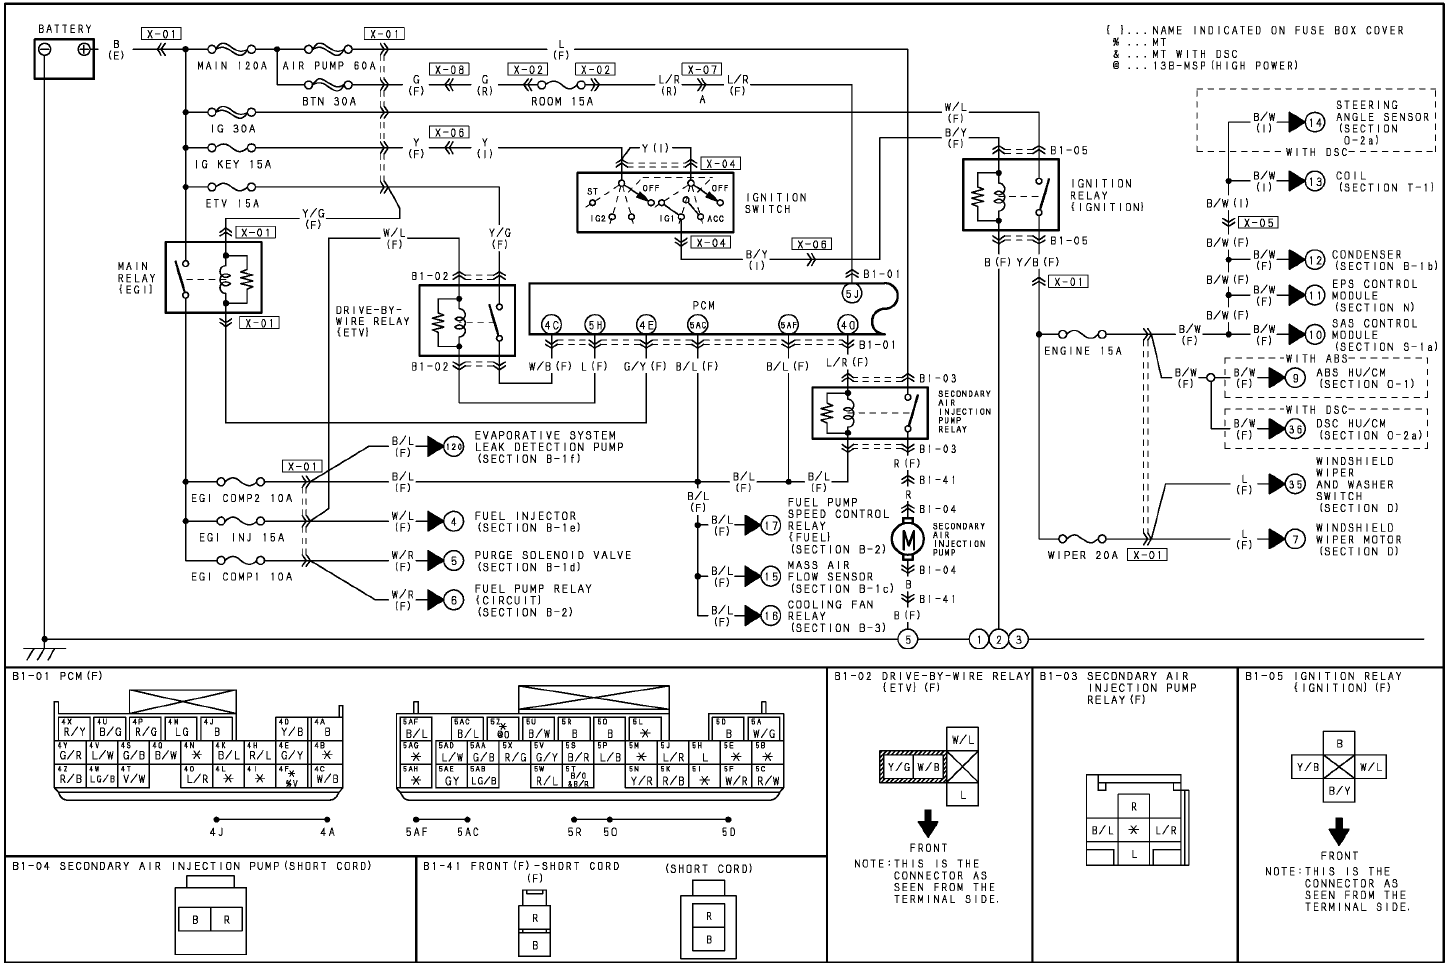 BATTERY
B
(E)
X-01
MAIN 120A
AIR PUMP 60A
X-01
L
(F)
{ }...NAME INDICATED ON FUSE BOX COVER
% ...MT
& ...MT WITH DSC
@ ...13B-MSP(HIGH POWER)
BTN 30A
G
(F)
X-08
G
(R)
X-02
ROOM 15A
X-02
L/R
(R)
X-07
A
L/R
(F)
IG 30A
W/L
(F)
IG KEY 15A
Y
(F)
X-06
Y
(I)
Y(I)
X-04
B/Y
(F)
B1-05
ETV 15A
ST
OFF
OFF
IG2
IG1
ACC
IGNITION
SWITCH
IGNITION
RELAY
{IGNITION}
B1-05
B(F)
Y/B(F)
X-01
Y/G
(F)
X-01
W/L
(F)
Y/G
(F)
X-04
B/Y
(I)
X-06
MAIN
RELAY
{EGI}
X-01
B1-02
DRIVE-BY-
WIRE RELAY
{ETV}
B1-02
B1-01
5J
PCM
4C
5H
4E
5AC
5AF
4O
B1-01
W/B(F)
L(F)
G/Y(F)
B/L(F)
B/L(F)
L/R(F)
B1-03
SECONDARY
AIR
INJECTION
PUMP
RELAY
B1-03
R(F)
B1-41
R
B1-04
M
SECONDARY
AIR
INJECTION
PUMP
B1-04
B
B1-41
B(F)
5
1
2
3
B/W
(I)
14
STEERING
ANGLE SENSOR
(SECTION
O-2a)
WITH DSC
B/W
(I)
13
COIL
(SECTION T-1)
B/W(I)
X-05
B/W(F)
B/W
(F)
12
CONDENSER
(SECTION B-1b)
B/W
(F)
11
EPS CONTROL
MODULE
(SECTION N)
B/W(F)
ENGINE 15A
B/W
(F)
B/W
(F)
10
SAS CONTROL
MODULE
(SECTION S-1a)
WITH ABS
B/W
(F)
B/W
(F)
9
ABS HU/CM
(SECTION O-1)
WITH DSC
B/W
(F)
36
DSC HU/CM
(SECTION O-2a)
L
(F)
35
WINDSHIELD
WIPER
AND WASHER
SWITCH
(SECTION D)
WIPER 20A
X-01
L
(F)
7
WINDSHIELD
WIPER MOTOR
(SECTION D)
X-01
B/L
(F)
120
EVAPORATIVE SYSTEM
LEAK DETECTION PUMP
(SECTION B-1f)
EGI COMP2 10A
B/L
(F)
B/L
(F)
B/L
(F)
B/L
(F)
EGI INJ 15A
W/L
(F)
4
FUEL INJECTOR
(SECTION B-1e)
EGI COMP1 10A
W/R
(F)
5
PURGE SOLENOID VALVE
(SECTION B-1d)
W/R
(F)
6
FUEL PUMP RELAY
{CIRCUIT}
(SECTION B-2)
B/L
(F)
17
FUEL PUMP
SPEED CONTROL
RELAY
{FUEL}
(SECTION B-2)
B/L
(F)
15
MASS AIR
FLOW SENSOR
(SECTION B-1c)
B/L
(F)
16
COOLING FAN
RELAY
(SECTION B-3)
B1-01 PCM(F)
4X R/Y 4U B/G 4P R/G 4M LG 4J B 4D Y/B 4A B
4Y G/R 4V L/W 4S G/B 4Q B/W 4N * 4K B/L 4H R/L 4E G/Y 4B *
4Z R/B 4W LG/B 4T V/W 4O L/R 4L * 4I * 4F * %V 4C W/B
4J 4A
5AF B/L 5AC B/L 5Z * @O 5U B/W 5R B 5O B 5L * 5D B 5A W/G
5AG * 5AD L/W 5AA G/B 5X R/G 5V G/Y 5S B/R 5P L/B 5M * 5J L/R 5H L 5E * 5B *
5AH * 5AE GY 5AB LG/B 5W R/L 5T B/O &B/R 5N Y/R 5K R/B 5I * 5F W/R 5C R/W
5AF 5AC 5R 5O 5D
B1-02 DRIVE-BY-WIRE RELAY
{ETV}(F)
W/L
Y/G W/B
L
FRONT
NOTE:THIS IS THE
CONNECTOR AS
SEEN FROM THE
TERMINAL SIDE.
B1-03 SECONDARY AIR
INJECTION PUMP
RELAY(F)
R
B/L * L/R
L
B1-05 IGNITION RELAY
{IGNITION}(F)
B
Y/B W/L
B/Y
FRONT
NOTE:THIS IS THE
CONNECTOR AS
SEEN FROM THE
TERMINAL SIDE.
B1-04 SECONDARY AIR INJECTION PUMP(SHORT CORD)
B R
B1-41 FRONT(F)-SHORT CORD
(F)
R
B
(SHORT CORD)
R
B